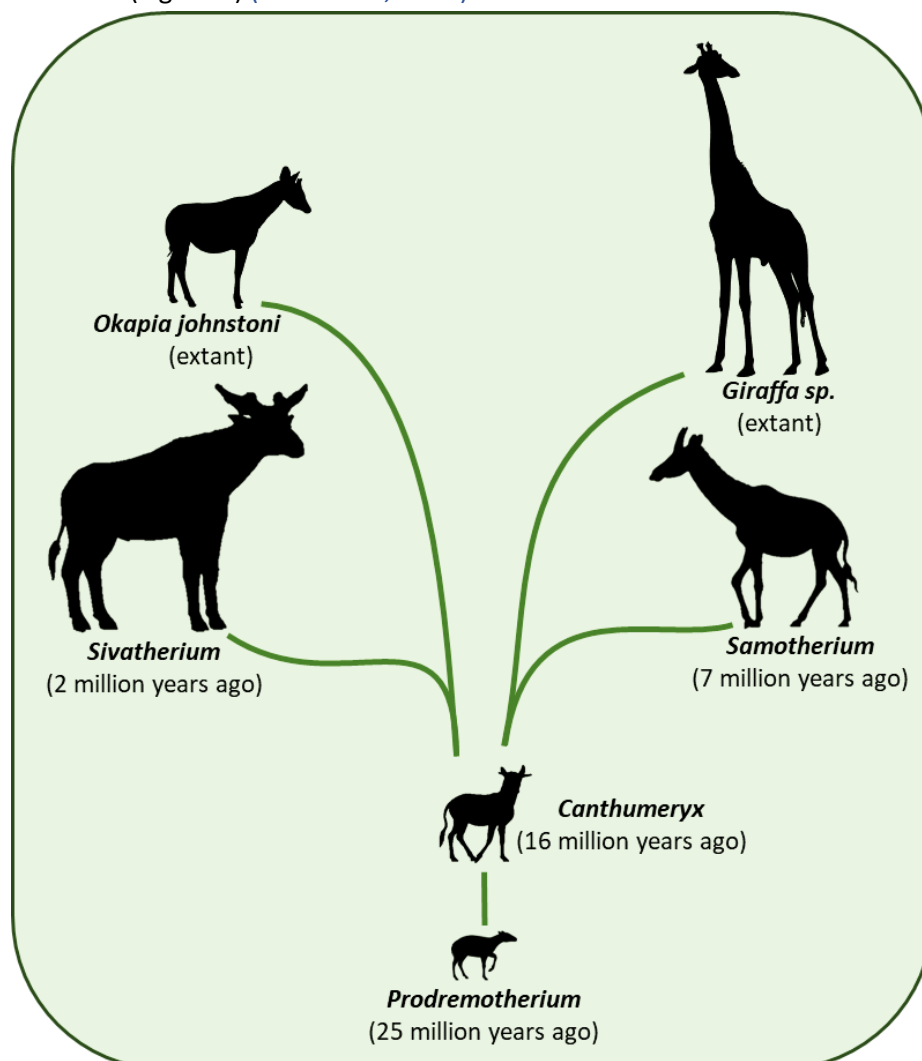 Okapia johnstoni
(extant)
Giraffa sp.
(extant)
Sivatherium
(2 million years ago)
Samotherium
(7 million years ago)
Canthumeryx
(16 million years ago)
Prodremotherium
(25 million years ago)